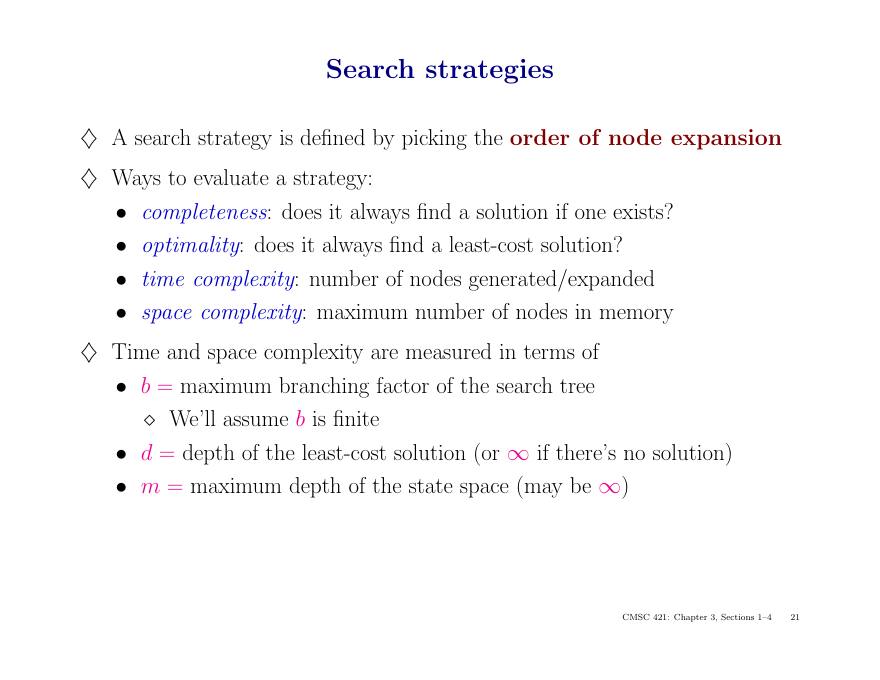 Search strategies
♢ A search strategy is defined by picking the order of node expansion
♢ Ways to evaluate a strategy:
• completeness: does it always find a solution if one exists?
• optimality: does it always find a least-cost solution?
• time complexity: number of nodes generated/expanded
• space complexity: maximum number of nodes in memory
♢ Time and space complexity are measured in terms of
• b = maximum branching factor of the search tree
⋄ We'll assume b is finite
• d = depth of the least-cost solution (or ∞ if there's no solution)
• m = maximum depth of the state space (may be ∞)
CMSC 421: Chapter 3, Sections 1–4 21